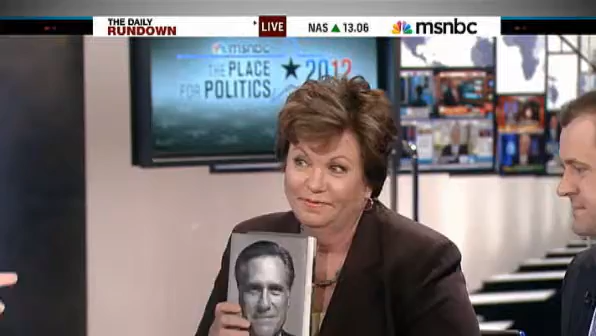 THE DAILY
RUNDOWN
LIVE
NAS ▲ 13.06
msnbc
msnbc
THE PLACE
FOR POLITICS
2012